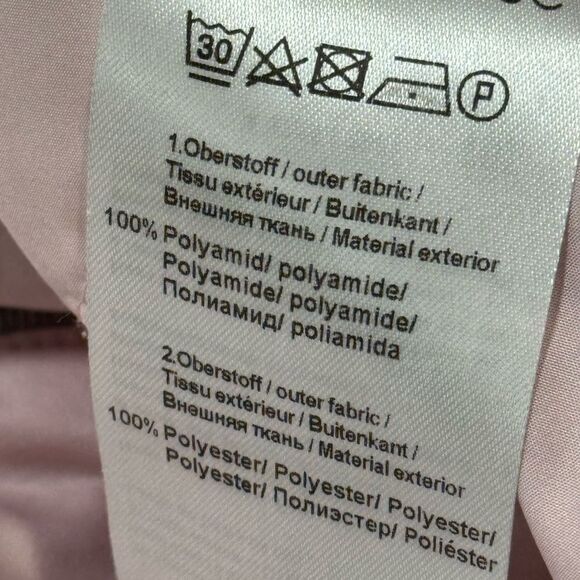 30 P
1.Oberstoff / outer fabric /
Tissu extérieur / Buitenkant /
Внешняя ткань / Material exterior
100% Polyamid/ polyamide/
Polyamide/ polyamide/
Полиамид/ poliamida
2.Oberstoff / outer fabric /
Tissu extérieur / Buitenkant /
Внешняя ткань / Material exterior
100% Polyester/ Polyester/ Polyester/
Polyester/ Полиэстер/ Poliéster